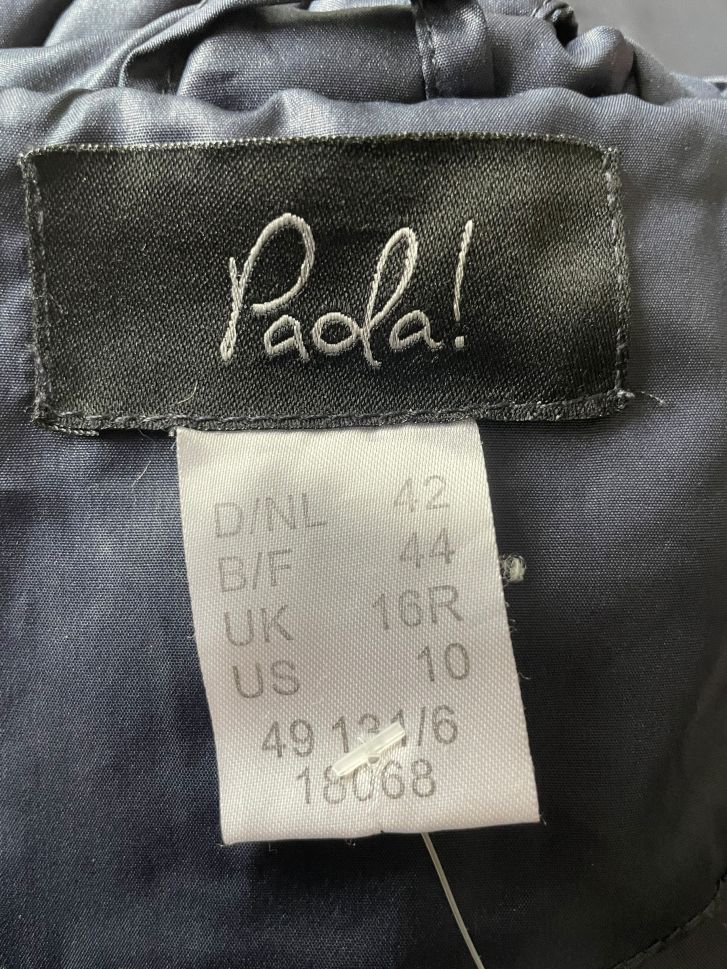 Paola!
D/NL 42
B/F 44
UK 16R
US 10
49 131/6
18068